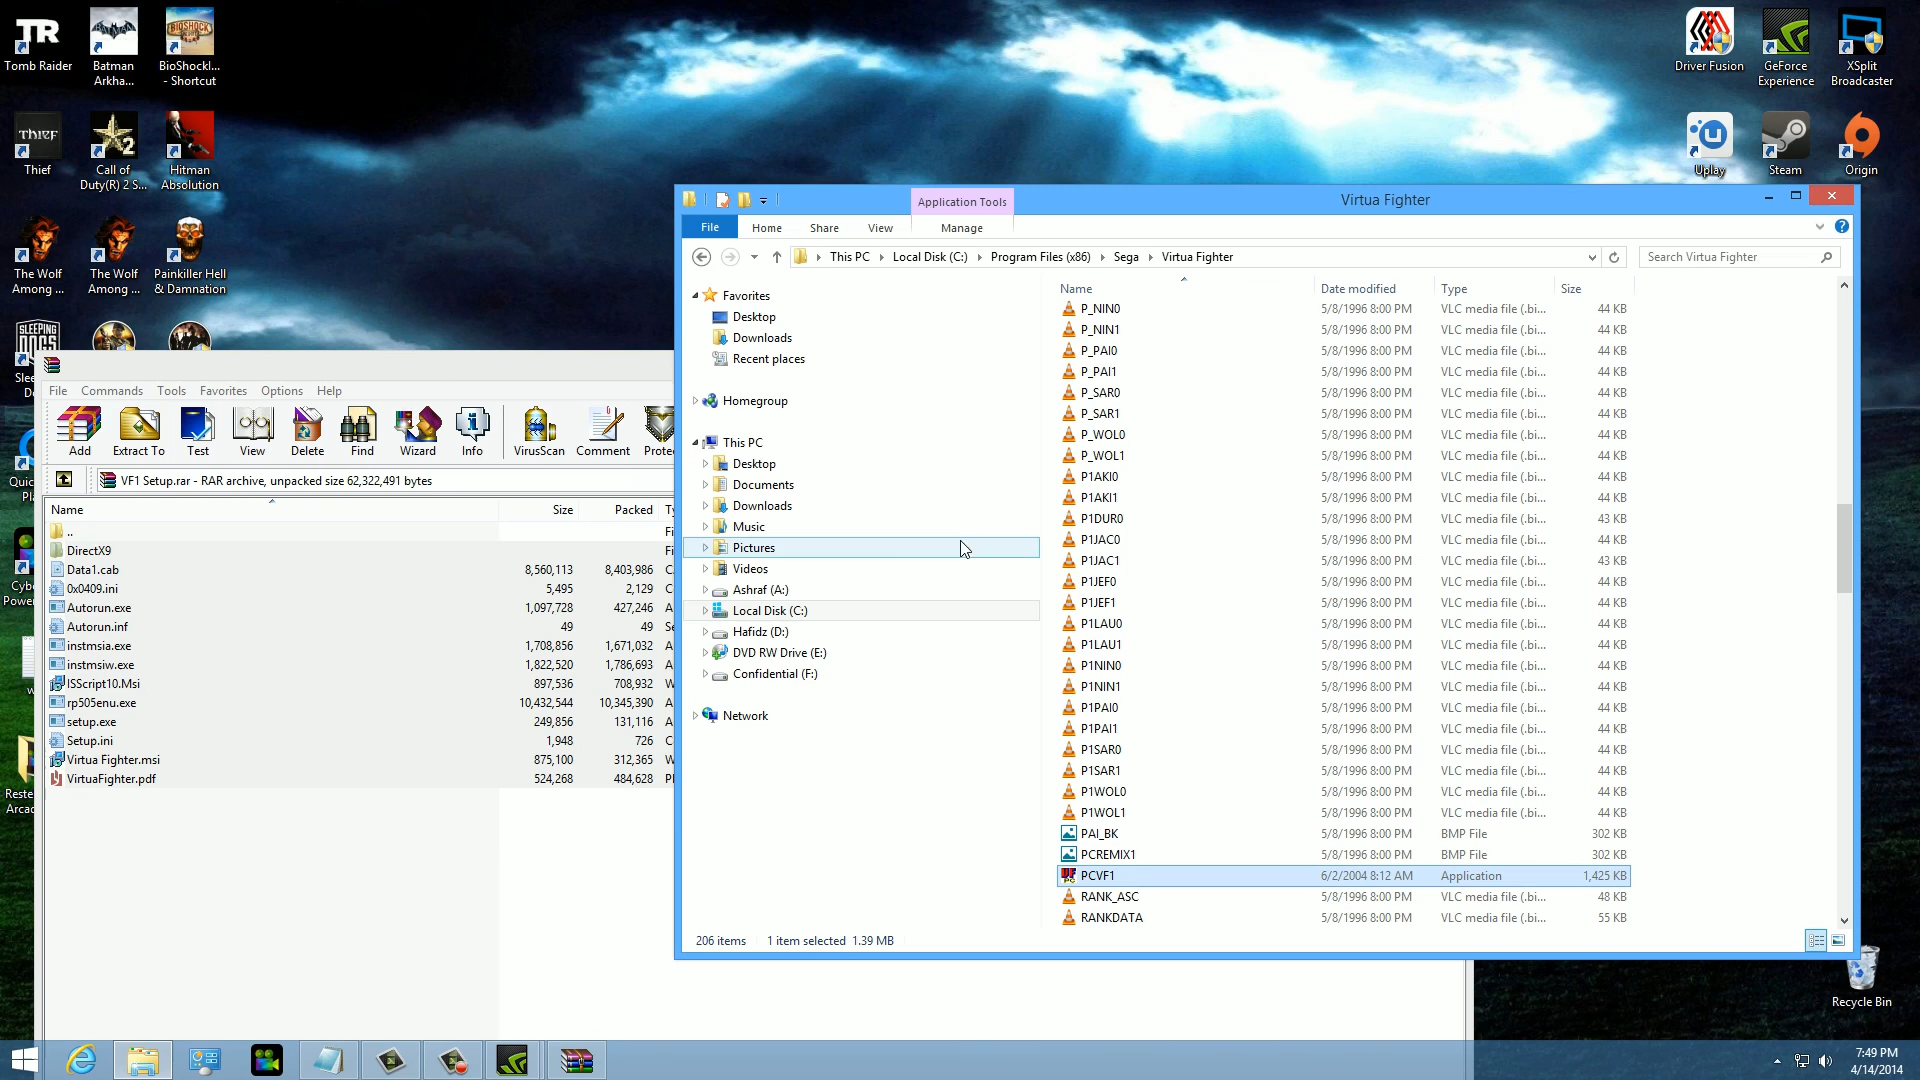 Tomb Raider
Batman
Arkha...
BioShockI...
- Shortcut
Driver Fusion
GeForce
Experience
XSplit
Broadcaster
THIEF
Thief
2
Call of
Duty(R) 2 S...
Hitman
Absolution
Uplay
Steam
Origin
The Wolf
Among ...
The Wolf
Among ...
Painkiller Hell
& Damnation
SLEEPING
DOGS
Application Tools
Virtua Fighter
File
Home
Share
View
Manage
This PC
Local Disk (C:)
Program Files (x86)
Sega
Virtua Fighter
Search Virtua Fighter
Favorites
Desktop
Downloads
Recent places
Homegroup
This PC
Desktop
Documents
Downloads
Music
Pictures
Videos
Ashraf (A:)
Local Disk (C:)
Hafidz (D:)
DVD RW Drive (E:)
Confidential (F:)
Network
Name Date modified Type Size
P_NIN0 5/8/1996 8:00 PM VLC media file (.bi... 44 KB
P_NIN1 5/8/1996 8:00 PM VLC media file (.bi... 44 KB
P_PAI0 5/8/1996 8:00 PM VLC media file (.bi... 44 KB
P_PAI1 5/8/1996 8:00 PM VLC media file (.bi... 44 KB
P_SAR0 5/8/1996 8:00 PM VLC media file (.bi... 44 KB
P_SAR1 5/8/1996 8:00 PM VLC media file (.bi... 44 KB
P_WOL0 5/8/1996 8:00 PM VLC media file (.bi... 44 KB
P_WOL1 5/8/1996 8:00 PM VLC media file (.bi... 44 KB
P1AKI0 5/8/1996 8:00 PM VLC media file (.bi... 44 KB
P1AKI1 5/8/1996 8:00 PM VLC media file (.bi... 44 KB
P1DUR0 5/8/1996 8:00 PM VLC media file (.bi... 43 KB
P1JAC0 5/8/1996 8:00 PM VLC media file (.bi... 44 KB
P1JAC1 5/8/1996 8:00 PM VLC media file (.bi... 43 KB
P1JEF0 5/8/1996 8:00 PM VLC media file (.bi... 44 KB
P1JEF1 5/8/1996 8:00 PM VLC media file (.bi... 44 KB
P1LAU0 5/8/1996 8:00 PM VLC media file (.bi... 44 KB
P1LAU1 5/8/1996 8:00 PM VLC media file (.bi... 44 KB
P1NIN0 5/8/1996 8:00 PM VLC media file (.bi... 44 KB
P1NIN1 5/8/1996 8:00 PM VLC media file (.bi... 44 KB
P1PAI0 5/8/1996 8:00 PM VLC media file (.bi... 44 KB
P1PAI1 5/8/1996 8:00 PM VLC media file (.bi... 44 KB
P1SAR0 5/8/1996 8:00 PM VLC media file (.bi... 44 KB
P1SAR1 5/8/1996 8:00 PM VLC media file (.bi... 44 KB
P1WOL0 5/8/1996 8:00 PM VLC media file (.bi... 44 KB
P1WOL1 5/8/1996 8:00 PM VLC media file (.bi... 44 KB
PAI_BK 5/8/1996 8:00 PM BMP File 302 KB
PCREMIX1 5/8/1996 8:00 PM BMP File 302 KB
PCVF1 6/2/2004 8:12 AM Application 1,425 KB
RANK_ASC 5/8/1996 8:00 PM VLC media file (.bi... 48 KB
RANKDATA 5/8/1996 8:00 PM VLC media file (.bi... 55 KB
206 items 1 item selected 1.39 MB
File Commands Tools Favorites Options Help
Add Extract To Test View Delete Find Wizard Info VirusScan Comment Prote
VF1 Setup.rar - RAR archive, unpacked size 62,322,491 bytes
Name Size Packed Ty
.. Fi
DirectX9 Fi
Data1.cab 8,560,113 8,403,986 C
0x0409.ini 5,495 2,129 C
Autorun.exe 1,097,728 427,246 A
Autorun.inf 49 49 Se
instmsia.exe 1,708,856 1,671,032 A
instmsiw.exe 1,822,520 1,786,693 A
ISScript10.Msi 897,536 708,932 W
rp505enu.exe 10,432,544 10,345,390 A
setup.exe 249,856 131,116 A
Setup.ini 1,948 726 C
Virtua Fighter.msi 875,100 312,365 W
VirtuaFighter.pdf 524,268 484,628 Pl
Recycle Bin
7:49 PM
4/14/2014